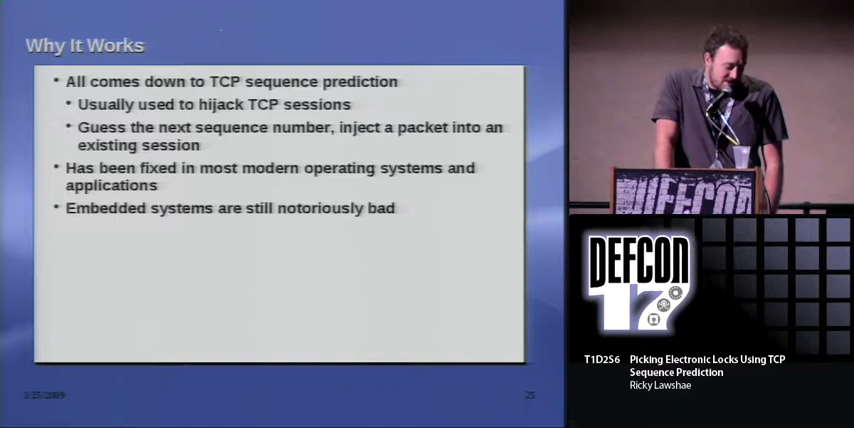 Why It Works
• All comes down to TCP sequence prediction
• Usually used to hijack TCP sessions
• Guess the next sequence number, inject a packet into an
existing session
• Has been fixed in most modern operating systems and
applications
• Embedded systems are still notoriously bad
3/25/2009
25
DEFCON
DEFCON
17
T1D2S6 Picking Electronic Locks Using TCP
Sequence Prediction
Ricky Lawshae